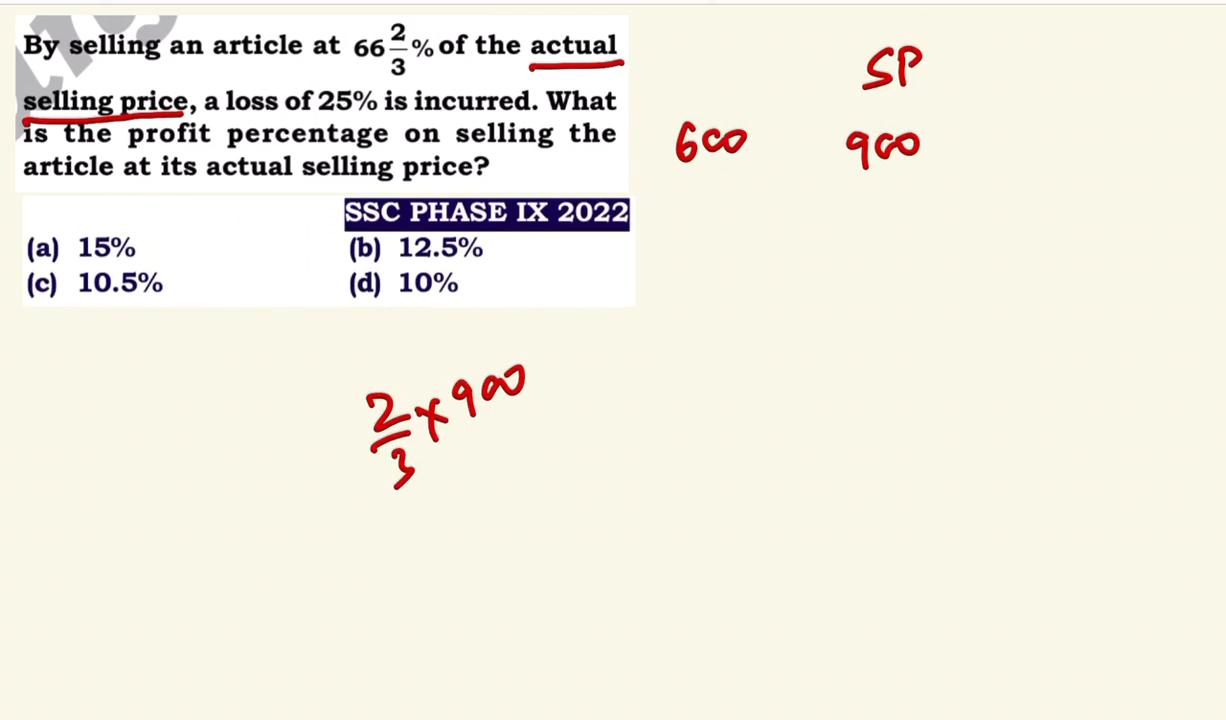 By selling an article at 66 2/3 % of the actual
selling price, a loss of 25% is incurred. What
is the profit percentage on selling the
article at its actual selling price?
SSC PHASE IX 2022
(a) 15% (b) 12.5%
(c) 10.5% (d) 10%
SP
600 900
2/3 × 900